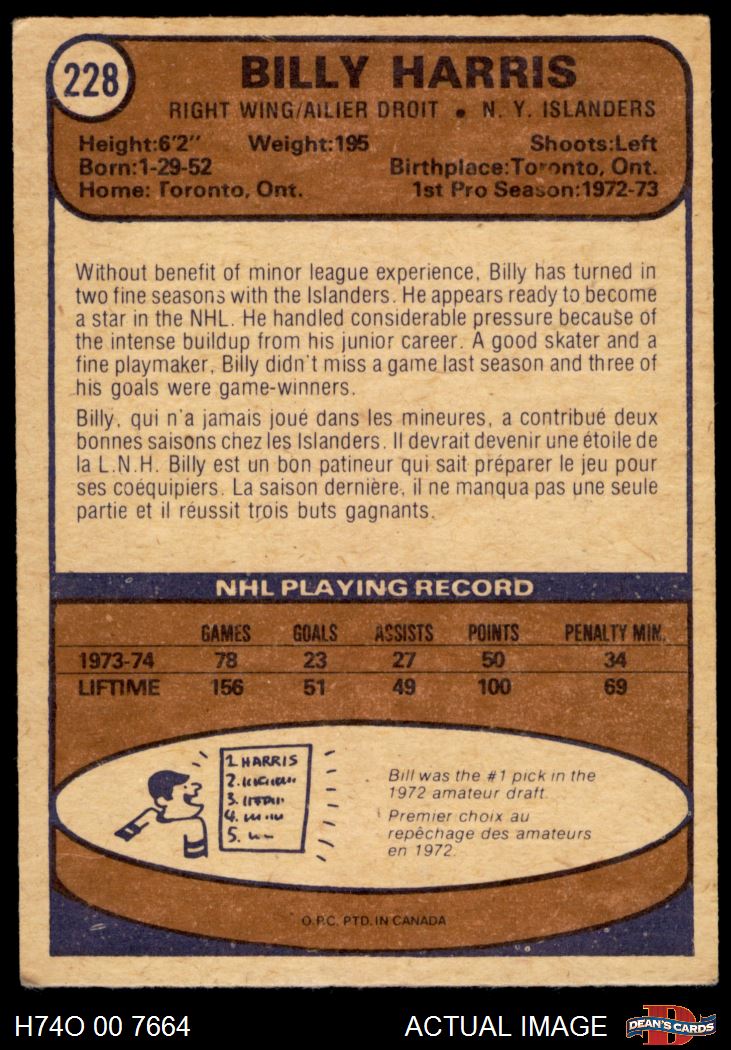 228
BILLY HARRIS
RIGHT WING/AILIER DROIT • N. Y. ISLANDERS
Height:6'2" Weight:195 Shoots:Left
Born:1-29-52 Birthplace:Toronto, Ont.
Home: Toronto, Ont. 1st Pro Season:1972-73
Without benefit of minor league experience, Billy has turned in
two fine seasons with the Islanders. He appears ready to become
a star in the NHL. He handled considerable pressure because of
the intense buildup from his junior career. A good skater and a
fine playmaker, Billy didn't miss a game last season and three of
his goals were game-winners.
Billy, qui n'a jamais joué dans les mineures, a contribué deux
bonnes saisons chez les Islanders. Il devrait devenir une étoile de
la L.N.H. Billy est un bon patineur qui sait préparer le jeu pour
ses coéquipiers. La saison dernière, il ne manqua pas une seule
partie et il réussit trois buts gagnants.
NHL PLAYING RECORD
GAMES GOALS ASSISTS POINTS PENALTY MIN.
1973-74 78 23 27 50 34
LIFTIME 156 51 49 100 69
1. HARRIS
2.
3.
4.
5.
Bill was the #1 pick in the
1972 amateur draft.
Premier choix au
repêchage des amateurs
en 1972.
O.P.C. PTD. IN CANADA
H74O 00 7664 ACTUAL IMAGE
D
DEAN'S CARDS